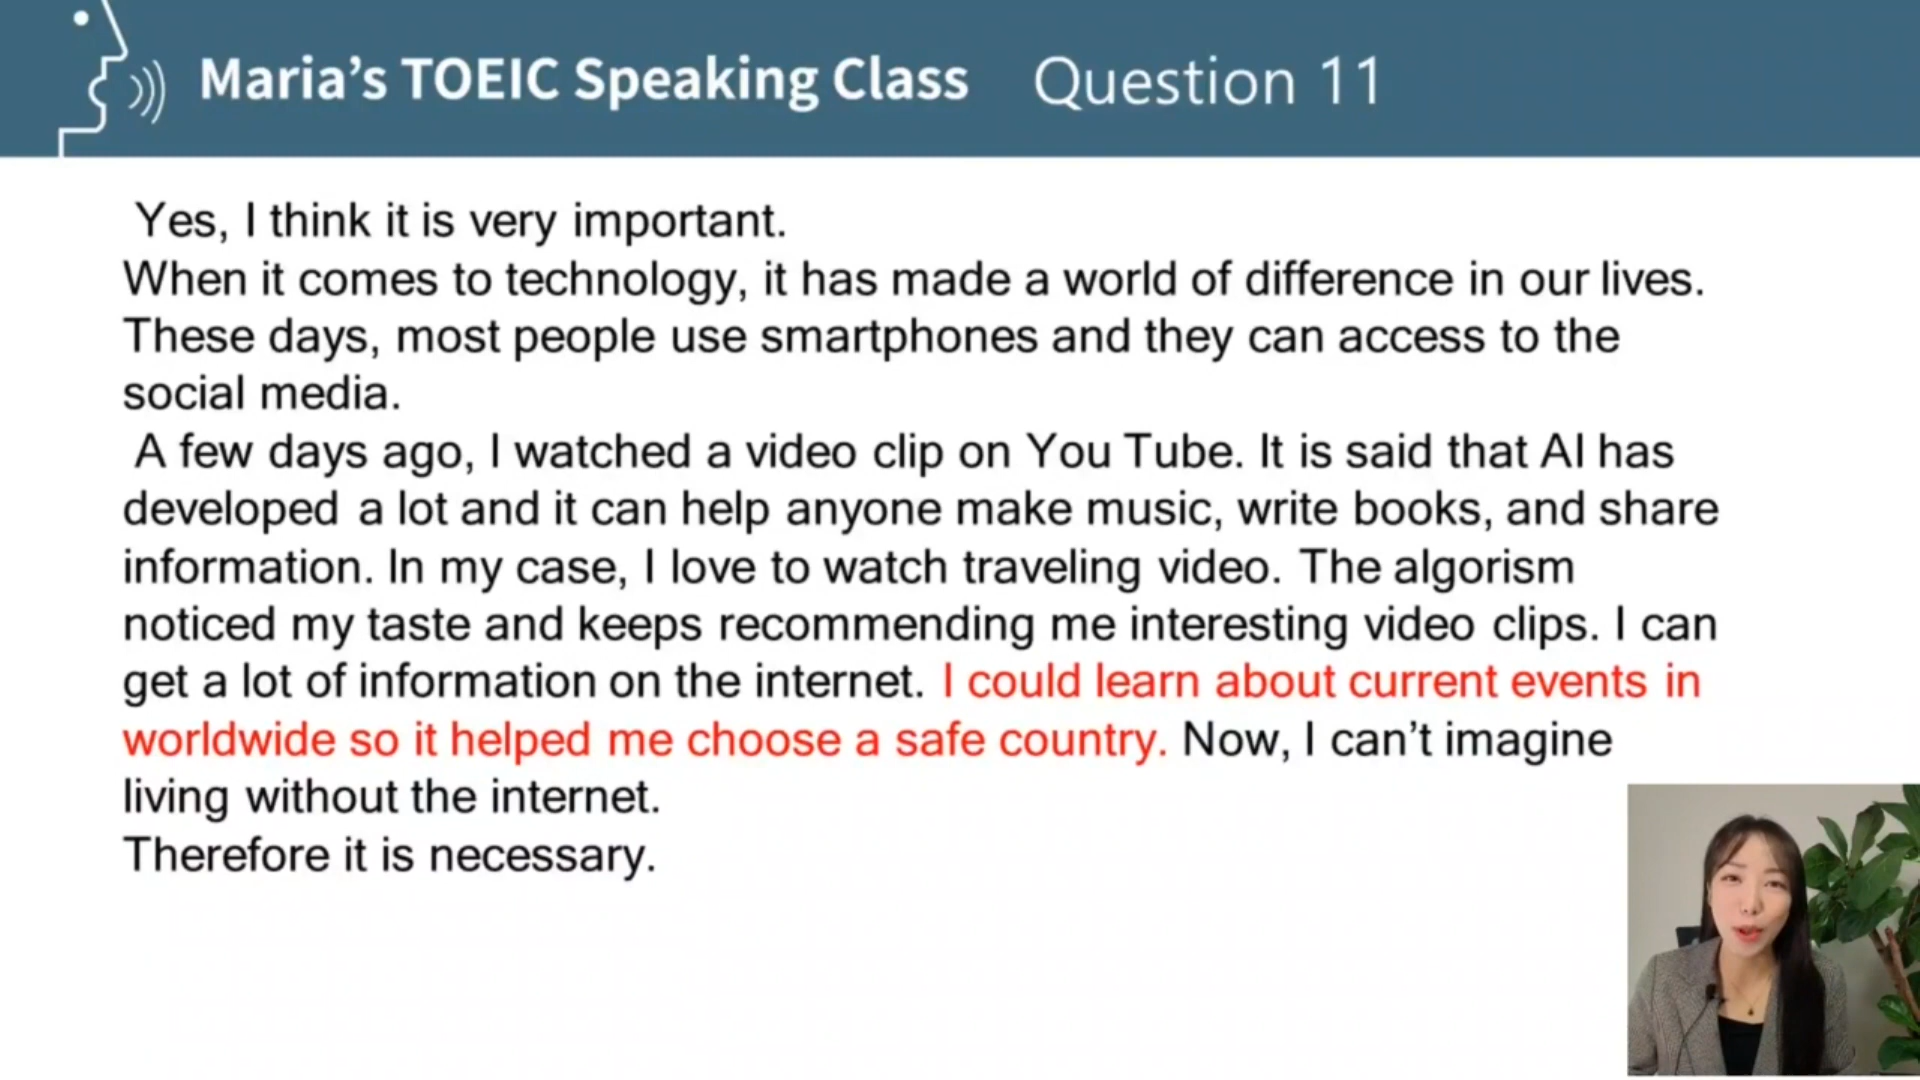 Maria's TOEIC Speaking Class Question 11
Yes, I think it is very important.
When it comes to technology, it has made a world of difference in our lives.
These days, most people use smartphones and they can access to the
social media.
A few days ago, I watched a video clip on You Tube. It is said that AI has
developed a lot and it can help anyone make music, write books, and share
information. In my case, I love to watch traveling video. The algorism
noticed my taste and keeps recommending me interesting video clips. I can
get a lot of information on the internet. I could learn about current events in
worldwide so it helped me choose a safe country. Now, I can’t imagine
living without the internet.
Therefore it is necessary.